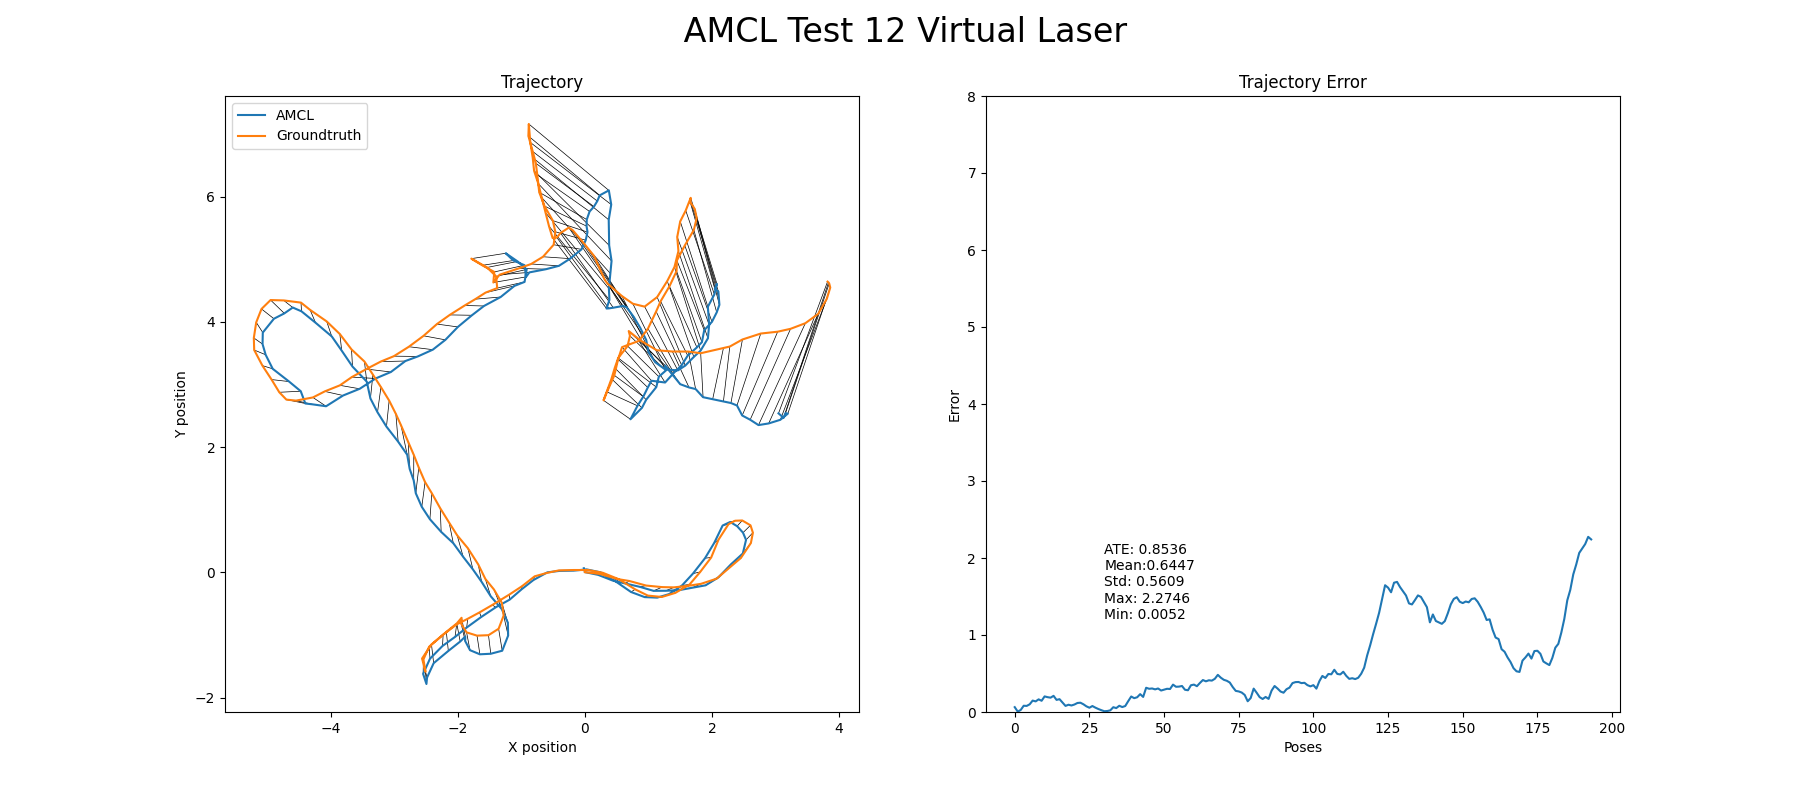 AMCL Test 12 Virtual Laser
Trajectory
AMCL
Groundtruth
6
4
2
0
−2
−4
−2
0
2
4
X position
Y position
Trajectory Error
8
7
6
5
4
3
2
1
0
ATE: 0.8536
Mean:0.6447
Std: 0.5609
Max: 2.2746
Min: 0.0052
0
25
50
75
100
125
150
175
200
Poses
Error